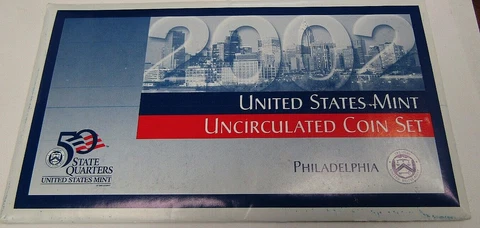 2002
UNITED STATES MINT
UNCIRCULATED COIN SET
PHILADELPHIA
50
STATE
QUARTERS
UNITED STATES MINT